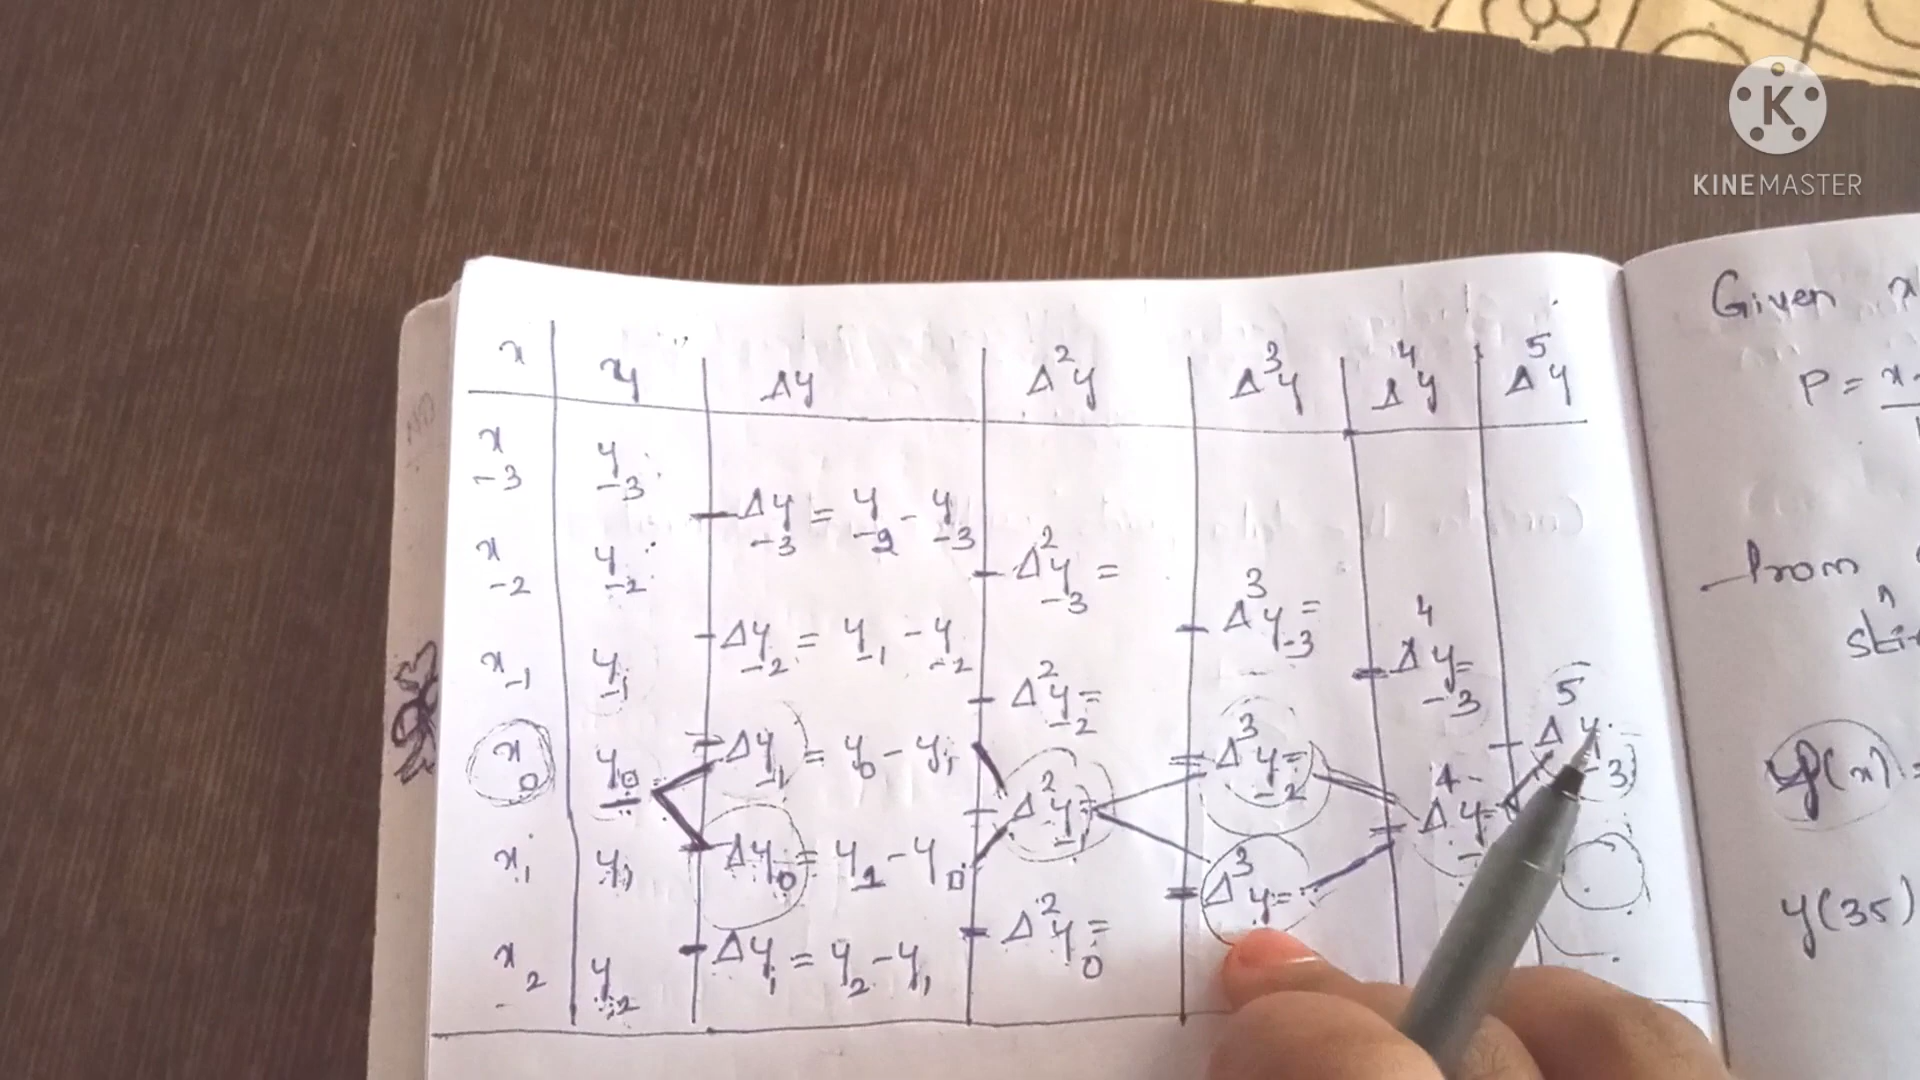 KINEMASTER
x y Δy Δ²y Δ³y Δ⁴y Δ⁵y
x₋₃ y₋₃
Δy₋₃ = y₋₂ - y₋₃
x₋₂ y₋₂ Δ²y₋₃ =
Δy₋₂ = y₋₁ - y₋₂ Δ³y₋₃ =
x₋₁ y₋₁ Δ²y₋₂ = Δ⁴y₋₃ =
Δy₋₁ = y₀ - y₋₁ Δ³y₋₂ = Δ⁵y₋₃
x₀ y₀ Δ²y₋₁ = Δ⁴y
x₁ y₁ Δy₀ = y₁ - y₀ Δ³y =
Δ²y₀ =
x₂ y₂ Δy₁ = y₂ - y₁
Given x
P = x-
from
y(x) =
y(35)